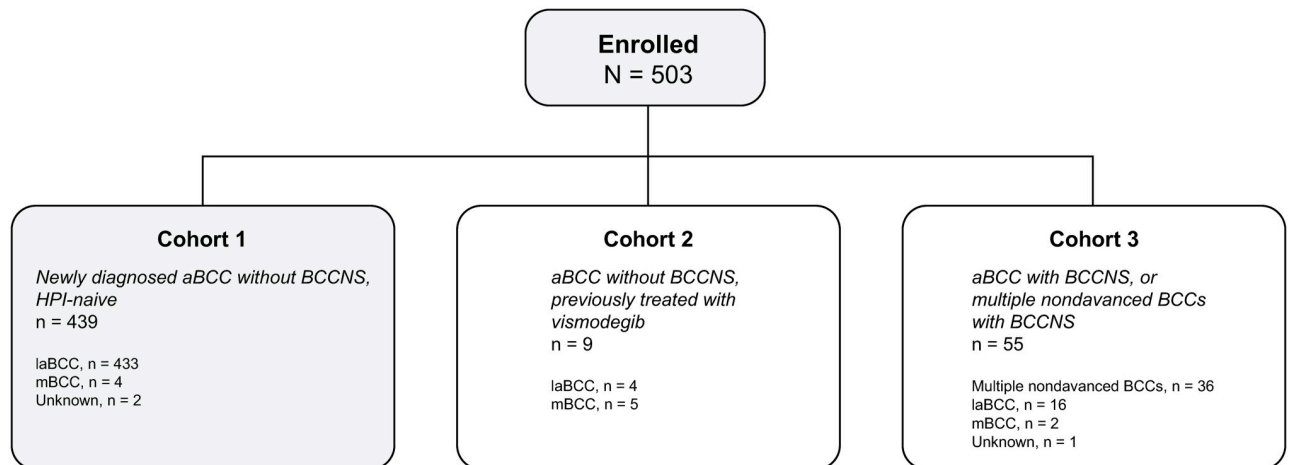 Enrolled
N = 503
Cohort 1
Newly diagnosed aBCC without BCCNS,
HPI-naive
n = 439
laBCC, n = 433
mBCC, n = 4
Unknown, n = 2
Cohort 2
aBCC without BCCNS,
previously treated with
vismodegib
n = 9
laBCC, n = 4
mBCC, n = 5
Cohort 3
aBCC with BCCNS, or
multiple nondavanced BCCs
with BCCNS
n = 55
Multiple nondavanced BCCs, n = 36
laBCC, n = 16
mBCC, n = 2
Unknown, n = 1